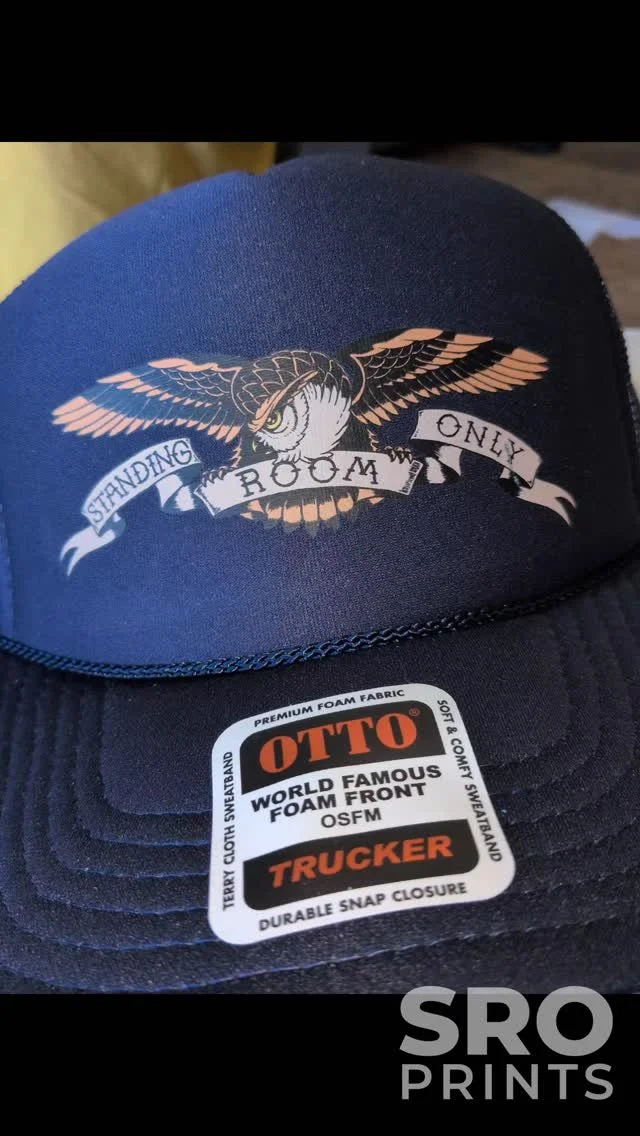 STANDING
ROOM
ONLY
PREMIUM FOAM FABRIC
OTTO®
WORLD FAMOUS
FOAM FRONT
OSFM
TRUCKER
DURABLE SNAP CLOSURE
TERRY CLOTH SWEATBAND
SOFT & COMFY SWEATBAND
SRO
PRINTS